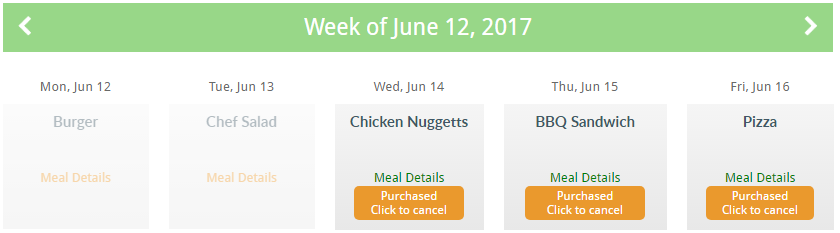 Week of June 12, 2017
Mon, Jun 12
Tue, Jun 13
Wed, Jun 14
Thu, Jun 15
Fri, Jun 16
Burger
Chef Salad
Chicken Nuggetts
BBQ Sandwich
Pizza
Meal Details
Meal Details
Meal Details
Meal Details
Meal Details
Purchased
Click to cancel
Purchased
Click to cancel
Purchased
Click to cancel